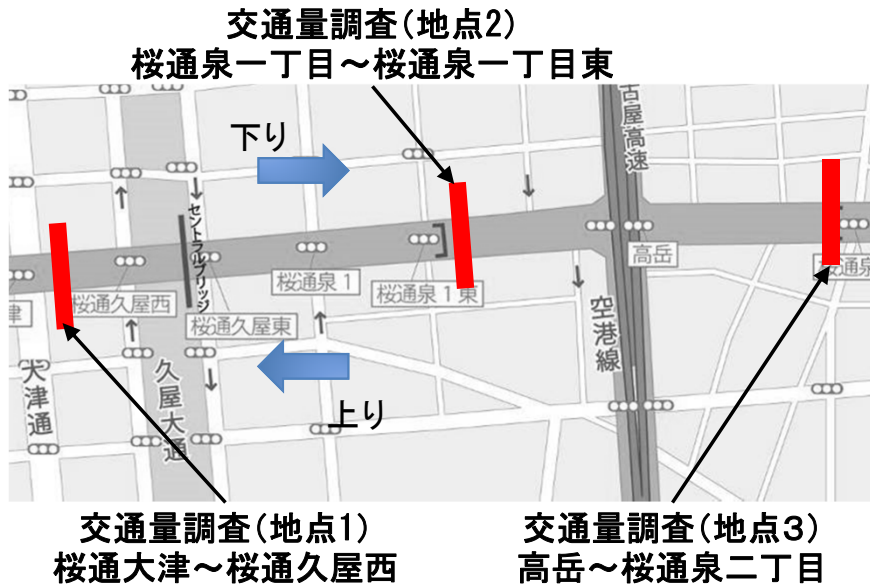 交通量調査(地点2)
桜通泉一丁目～桜通泉一丁目東
下り
古屋高速
セントラルブリッジ
高岳
桜通泉1
桜通泉
桜通久屋西
桜通泉1東
津
桜通久屋東
空港線
大津通
久屋大通
上り
交通量調査(地点1)
桜通大津～桜通久屋西
交通量調査(地点3)
高岳～桜通泉二丁目